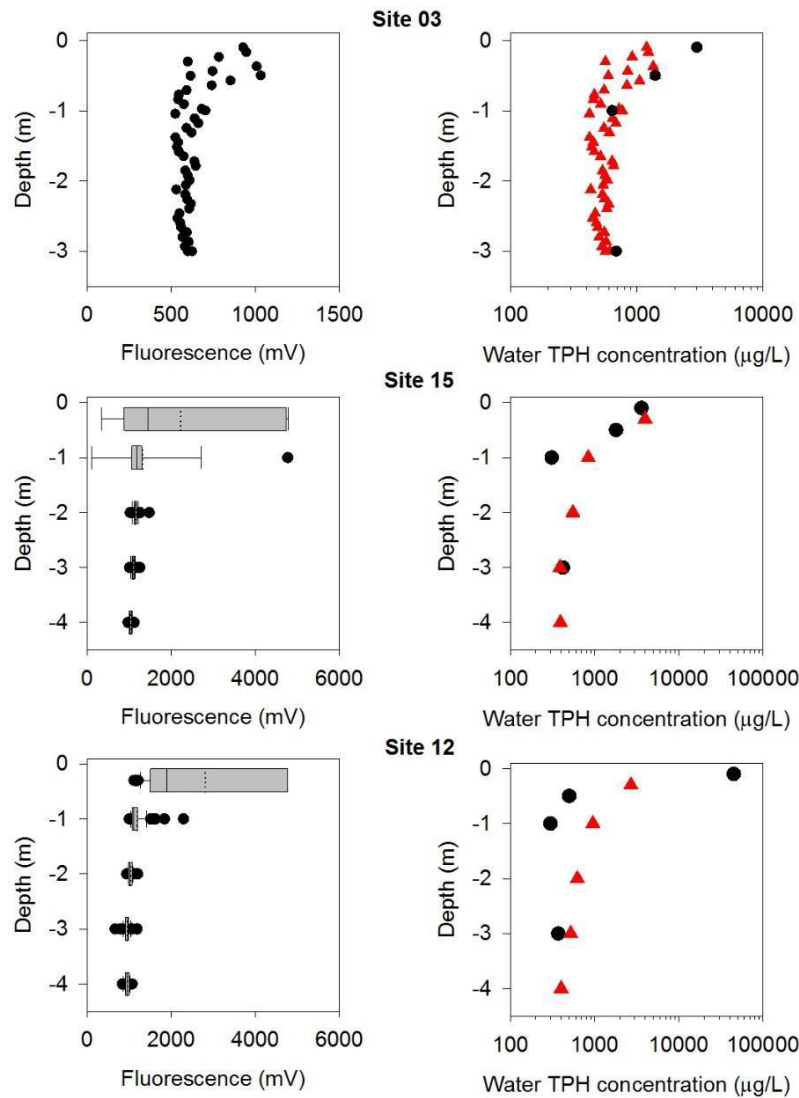 Site 03
0
-1
-2
-3
Depth (m)
0 500 1000 1500
Fluorescence (mV)
0
-1
-2
-3
Depth (m)
100 1000 10000
Water TPH concentration (μg/L)
Site 15
0
-1
-2
-3
-4
Depth (m)
0 2000 4000 6000
Fluorescence (mV)
0
-1
-2
-3
-4
Depth (m)
100 1000 10000 100000
Water TPH concentration (μg/L)
Site 12
0
-1
-2
-3
-4
Depth (m)
0 2000 4000 6000
Fluorescence (mV)
0
-1
-2
-3
-4
Depth (m)
100 1000 10000 100000
Water TPH concentration (μg/L)